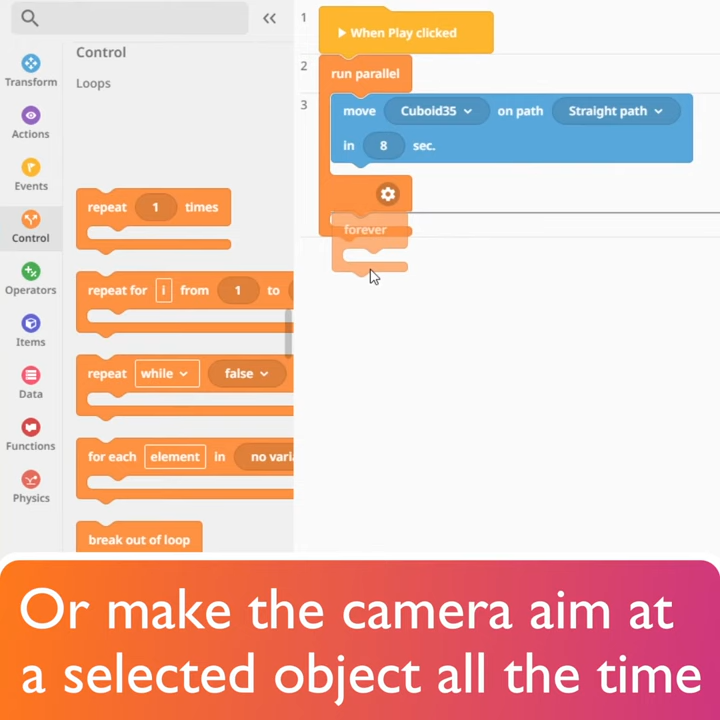 1
When Play clicked
2
run parallel
3
move Cuboid35 on path Straight path
in 8 sec.
forever
Control
Loops
Transform
Actions
Events
Control
Operators
Items
Data
Functions
Physics
repeat 1 times
repeat for i from 1 to
repeat while false
for each element in no vari
break out of loop
Or make the camera aim at
a selected object all the time